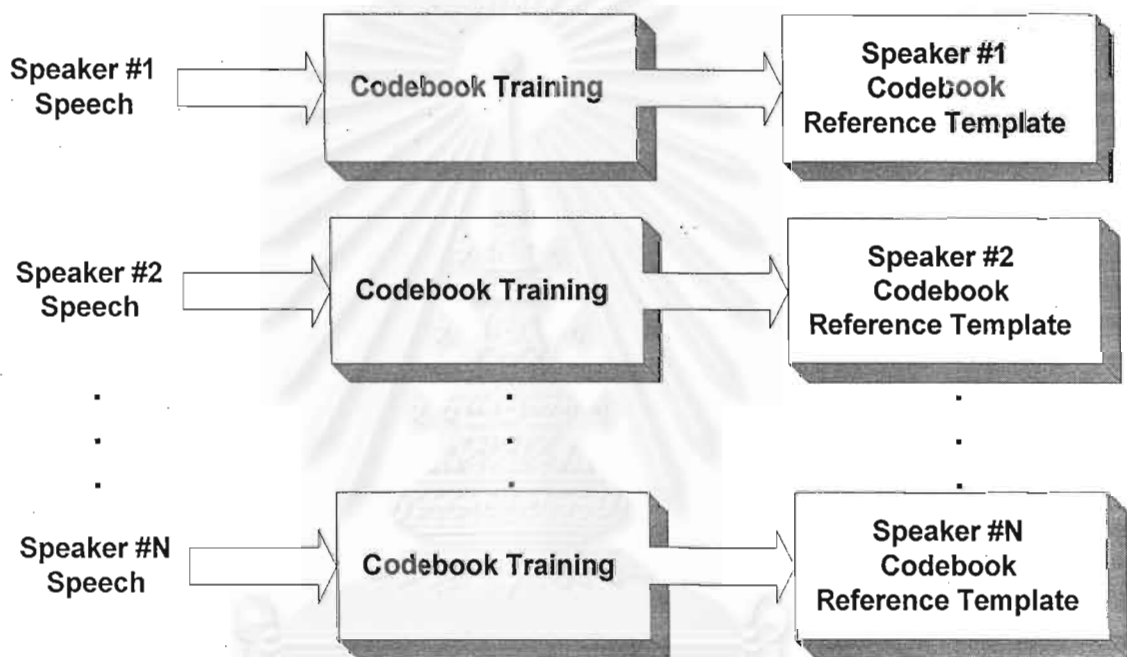 Speaker #1
Speech
Codebook Training
Speaker #1
Codebook
Reference Template
Speaker #2
Speech
Codebook Training
Speaker #2
Codebook
Reference Template
Speaker #N
Speech
Codebook Training
Speaker #N
Codebook
Reference Template